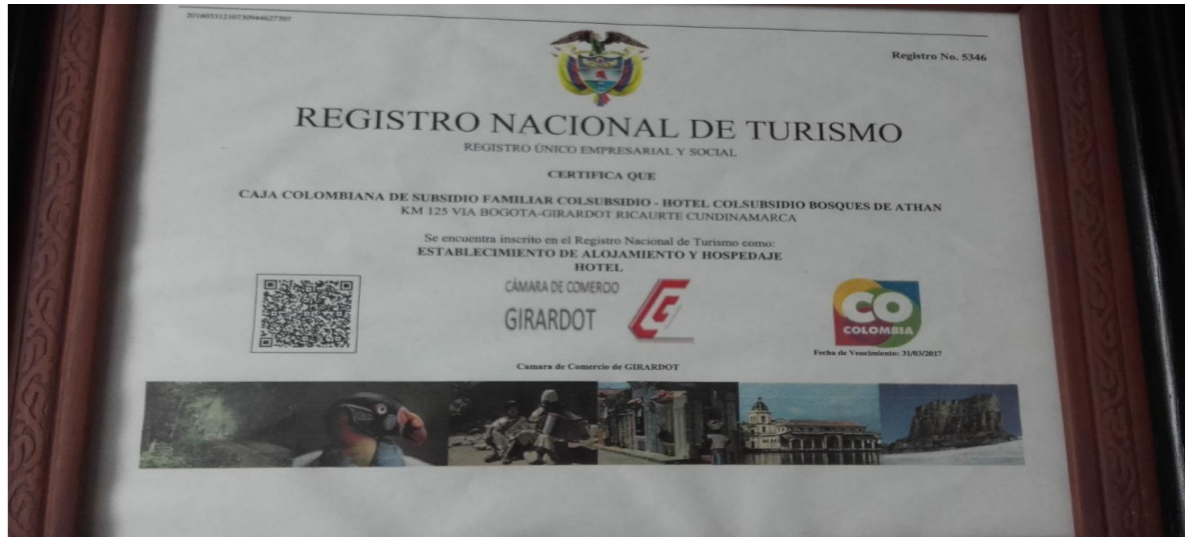 Registro No. 5346
REGISTRO NACIONAL DE TURISMO
REGISTRO ÚNICO EMPRESARIAL Y SOCIAL
CERTIFICA QUE
CAJA COLOMBIANA DE SUBSIDIO FAMILIAR COLSUBSIDIO - HOTEL COLSUBSIDIO BOSQUES DE ATHAN
KM 125 VIA BOGOTA-GIRARDOT RICAURTE CUNDINAMARCA
Se encuentra inscrito en el Registro Nacional de Turismo como:
ESTABLECIMIENTO DE ALOJAMIENTO Y HOSPEDAJE
HOTEL
CÁMARA DE COMERCIO
GIRARDOT
CO
COLOMBIA
Fecha de Vencimiento: 31/03/2017
Camara de Comercio de GIRARDOT